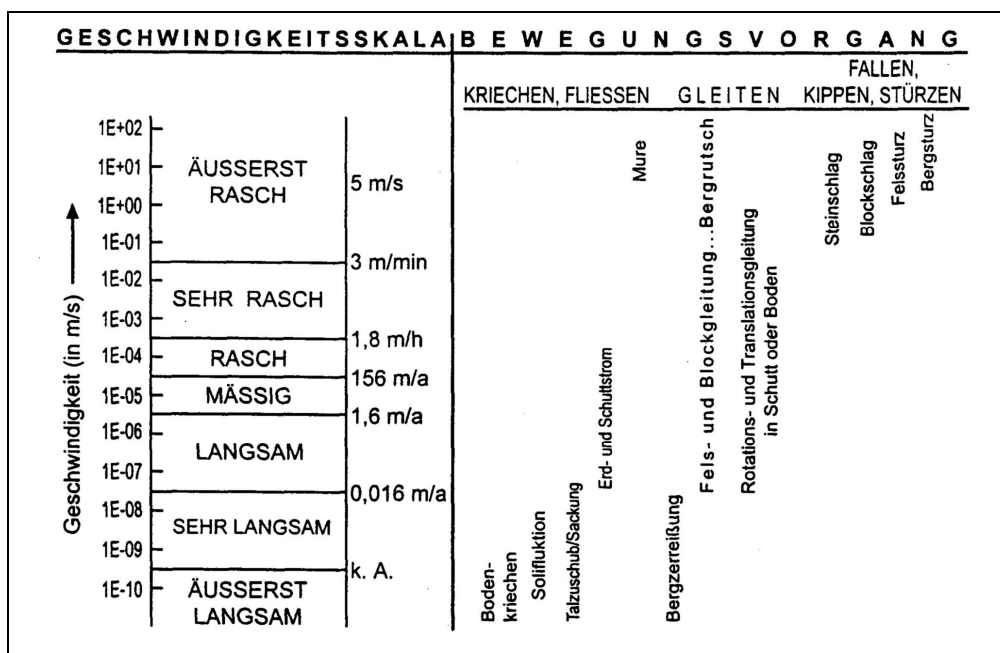 GESCHWINDIGKEITSSKALA
BEWEGUNGSVORGANG
KRIECHEN, FLIESSEN
GLEITEN
FALLEN,
KIPPEN, STÜRZEN
Geschwindigkeit (in m/s)
1E+02
1E+01
1E+00
1E-01
1E-02
1E-03
1E-04
1E-05
1E-06
1E-07
1E-08
1E-09
1E-10
ÄUSSERST
RASCH
SEHR RASCH
RASCH
MÄSSIG
LANGSAM
SEHR LANGSAM
ÄUSSERST
LANGSAM
5 m/s
3 m/min
1,8 m/h
156 m/a
1,6 m/a
0,016 m/a
k. A.
Boden-
kriechen
Solifluktion
Talzuschub/Sackung
Erd- und Schuttstrom
Mure
Bergzerreißung
Fels- und Blockgleitung...Bergrutsch
Rotations- und Translationsgleitung
in Schutt oder Boden
Steinschlag
Blockschlag
Felssturz
Bergsturz